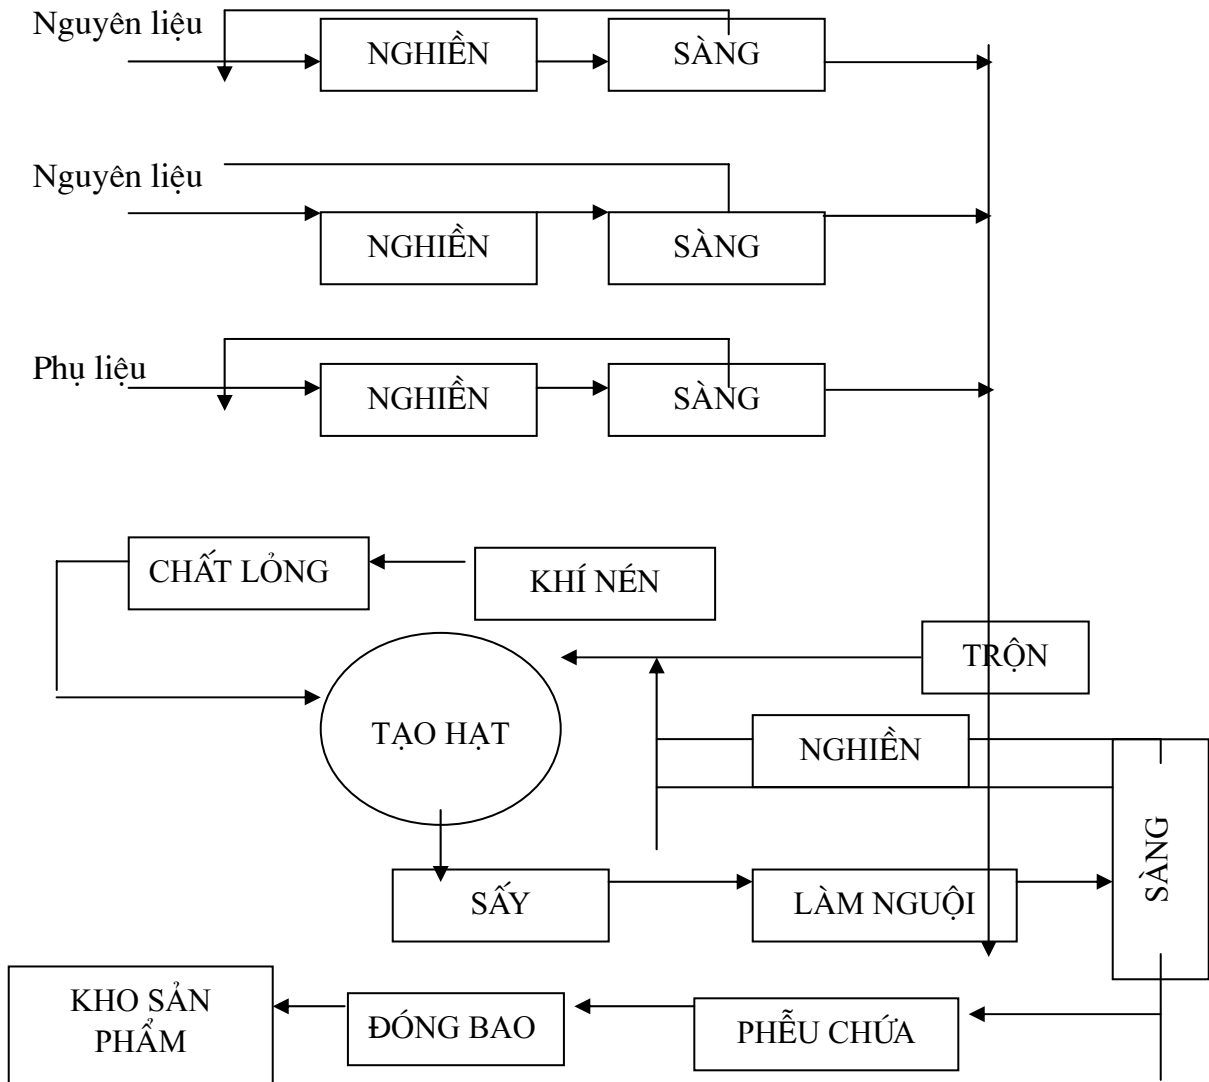 Nguyên liệu
NGHIỀN
SÀNG
Nguyên liệu
NGHIỀN
SÀNG
Phụ liệu
NGHIỀN
SÀNG
CHẤT LỎNG
KHÍ NÉN
TRỘN
TẠO HẠT
NGHIỀN
SÀNG
SẤY
LÀM NGUỘI
KHO SẢN
PHẨM
ĐÓNG BAO
PHỄU CHỨA